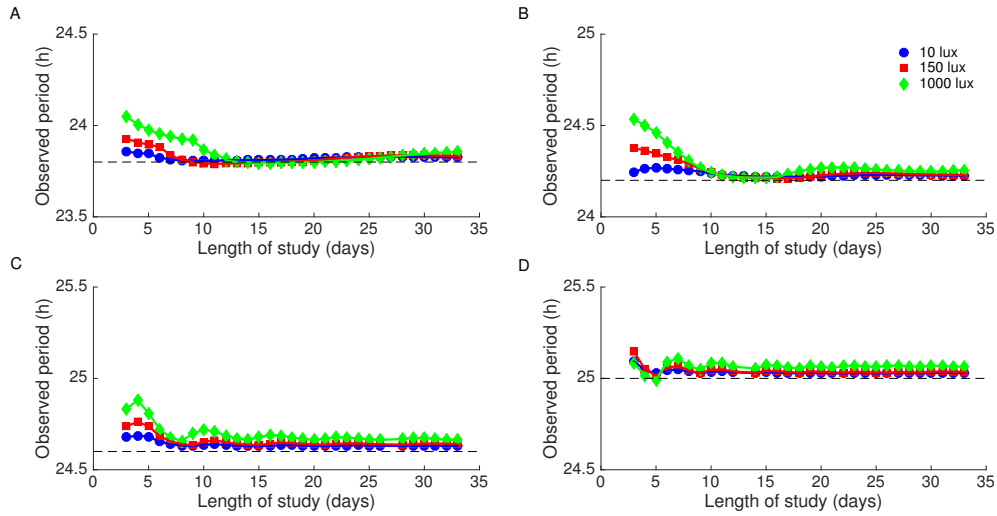 A
Observed period (h)
24.5
24
23.5
0 5 10 15 20 25 30 35
Length of study (days)
B
Observed period (h)
25
24.5
24
0 5 10 15 20 25 30 35
Length of study (days)
10 lux
150 lux
1000 lux
C
Observed period (h)
25.5
25
24.5
0 5 10 15 20 25 30 35
Length of study (days)
D
Observed period (h)
25.5
25
24.5
0 5 10 15 20 25 30 35
Length of study (days)